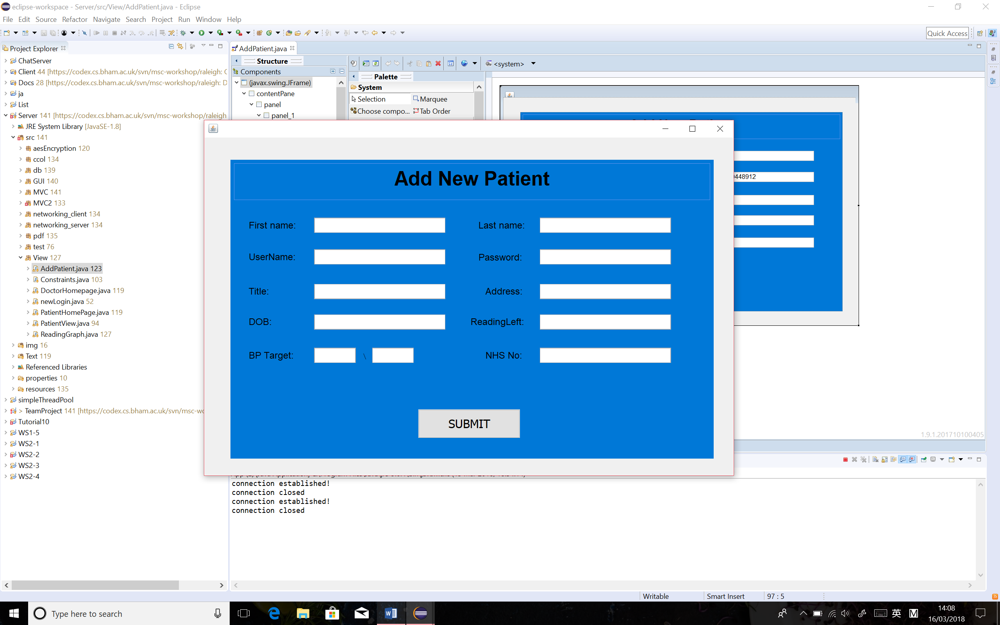 eclipse-workspace - Server/src/View/AddPatient.java - Eclipse
File Edit Source Refactor Navigate Search Project Run Window Help
Quick Access
Project Explorer
ChatServer
Client 44 [https://codex.cs.bham.ac.uk/svn/msc-workshop/raleigh: C
Docs 28 [https://codex.cs.bham.ac.uk/svn/msc-workshop/raleigh: D
ja
List
Server 141 [https://codex.cs.bham.ac.uk/svn/msc-workshop/raleigh
JRE System Library [JavaSE-1.8]
src 141
aesEncryption 120
ccol 134
db 139
GUI 140
MVC 141
MVC2 133
networking_client 134
networking_server 134
pdf 135
test 76
View 127
AddPatient.java 123
Constraints.java 103
DoctorHomepage.java 119
newLogin.java 52
PatientHomePage.java 119
PatientView.java 94
ReadingGraph.java 127
img 16
Text 119
Referenced Libraries
properties 10
resources 135
simpleThreadPool
> TeamProject 141 [https://codex.cs.bham.ac.uk/svn/msc-wo
Tutorial10
WS1-5
WS2-1
WS2-2
WS2-3
WS2-4
AddPatient.java
Structure
Components
(javax.swing.JFrame)
contentPane
panel
panel_1
<system>
Palette
System
Selection Marquee
Choose compo... Tab Order
448912
1.9.1.201710100405
Add New Patient
First name: Last name:
UserName: Password:
Title: Address:
DOB: ReadingLeft:
BP Target: \ NHS No:
SUBMIT
connection established!
connection closed
connection established!
connection closed
Writable Smart Insert 97 : 5
Type here to search
英
14:08
16/03/2018